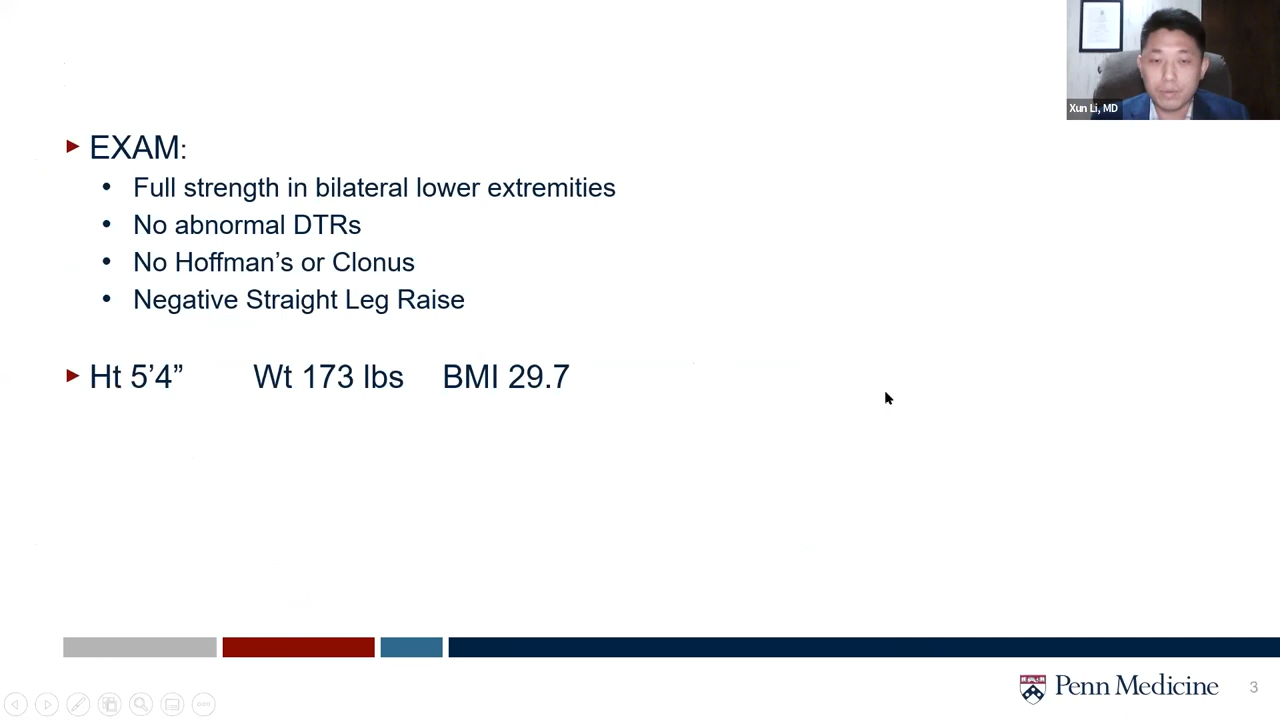 Xun Li, MD
EXAM:
Full strength in bilateral lower extremities
No abnormal DTRs
No Hoffman’s or Clonus
Negative Straight Leg Raise
Ht 5’4” Wt 173 lbs BMI 29.7
Penn Medicine
3